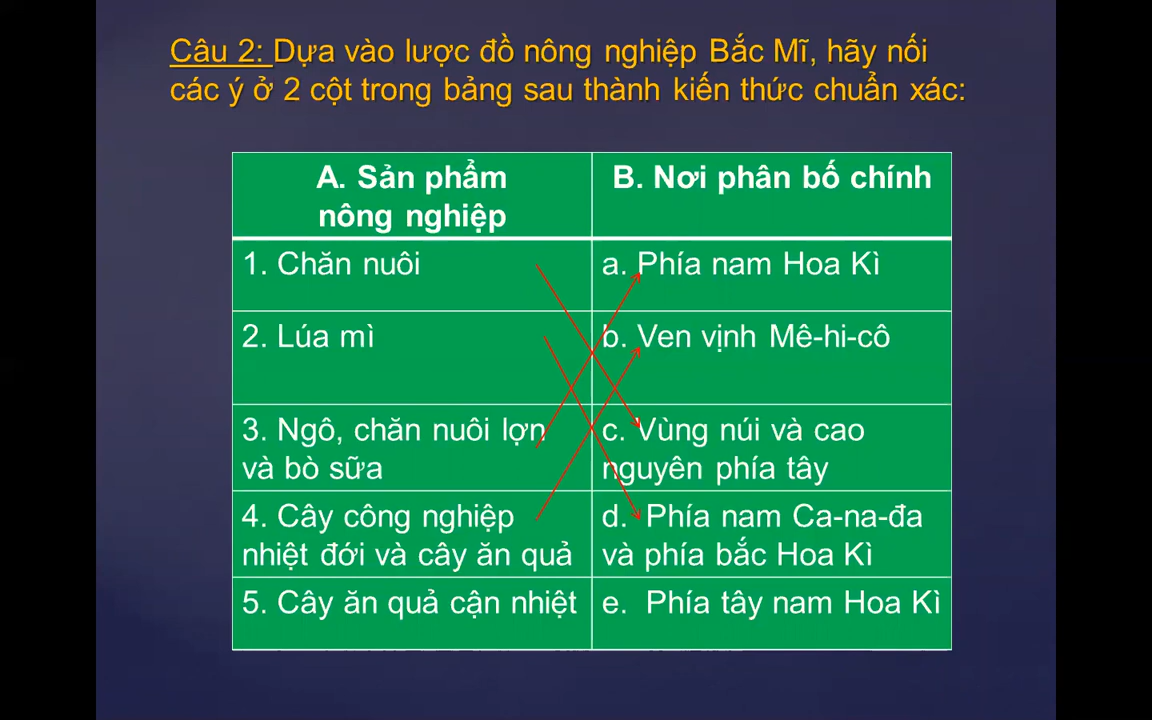 Câu 2: Dựa vào lược đồ nông nghiệp Bắc Mĩ, hãy nối
các ý ở 2 cột trong bảng sau thành kiến thức chuẩn xác:
A. Sản phẩm
nông nghiệp
B. Nơi phân bố chính
1. Chăn nuôi
a. Phía nam Hoa Kì
2. Lúa mì
b. Ven vịnh Mê-hi-cô
3. Ngô, chăn nuôi lợn
và bò sữa
c. Vùng núi và cao
nguyên phía tây
4. Cây công nghiệp
nhiệt đới và cây ăn quả
d. Phía nam Ca-na-đa
và phía bắc Hoa Kì
5. Cây ăn quả cận nhiệt
e. Phía tây nam Hoa Kì